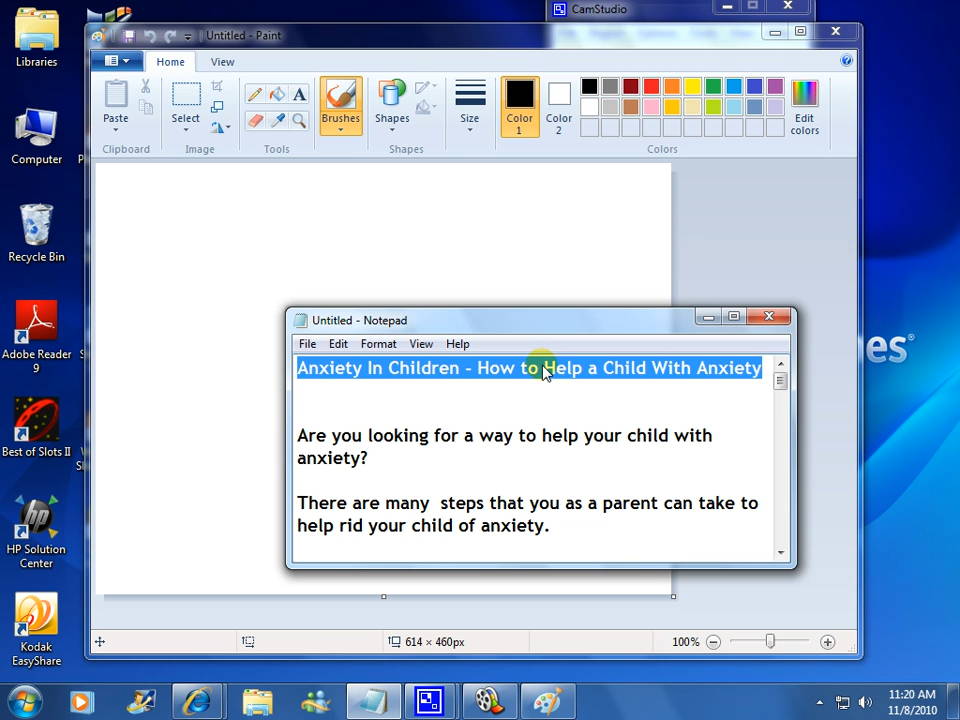 CamStudio
Libraries
Untitled - Paint
Home
View
Paste
Select
Brushes
Shapes
Size
Color
1
Color
2
Edit
colors
Clipboard
Image
Tools
Shapes
Colors
Computer
Recycle Bin
Adobe Reader
9
Best of Slots II
HP Solution
Center
Kodak
EasyShare
Untitled - Notepad
File Edit Format View Help
Anxiety In Children - How to Help a Child With Anxiety
Are you looking for a way to help your child with
anxiety?
There are many  steps that you as a parent can take to
help rid your child of anxiety.
es®
614 × 460px
100%
11:20 AM
11/8/2010